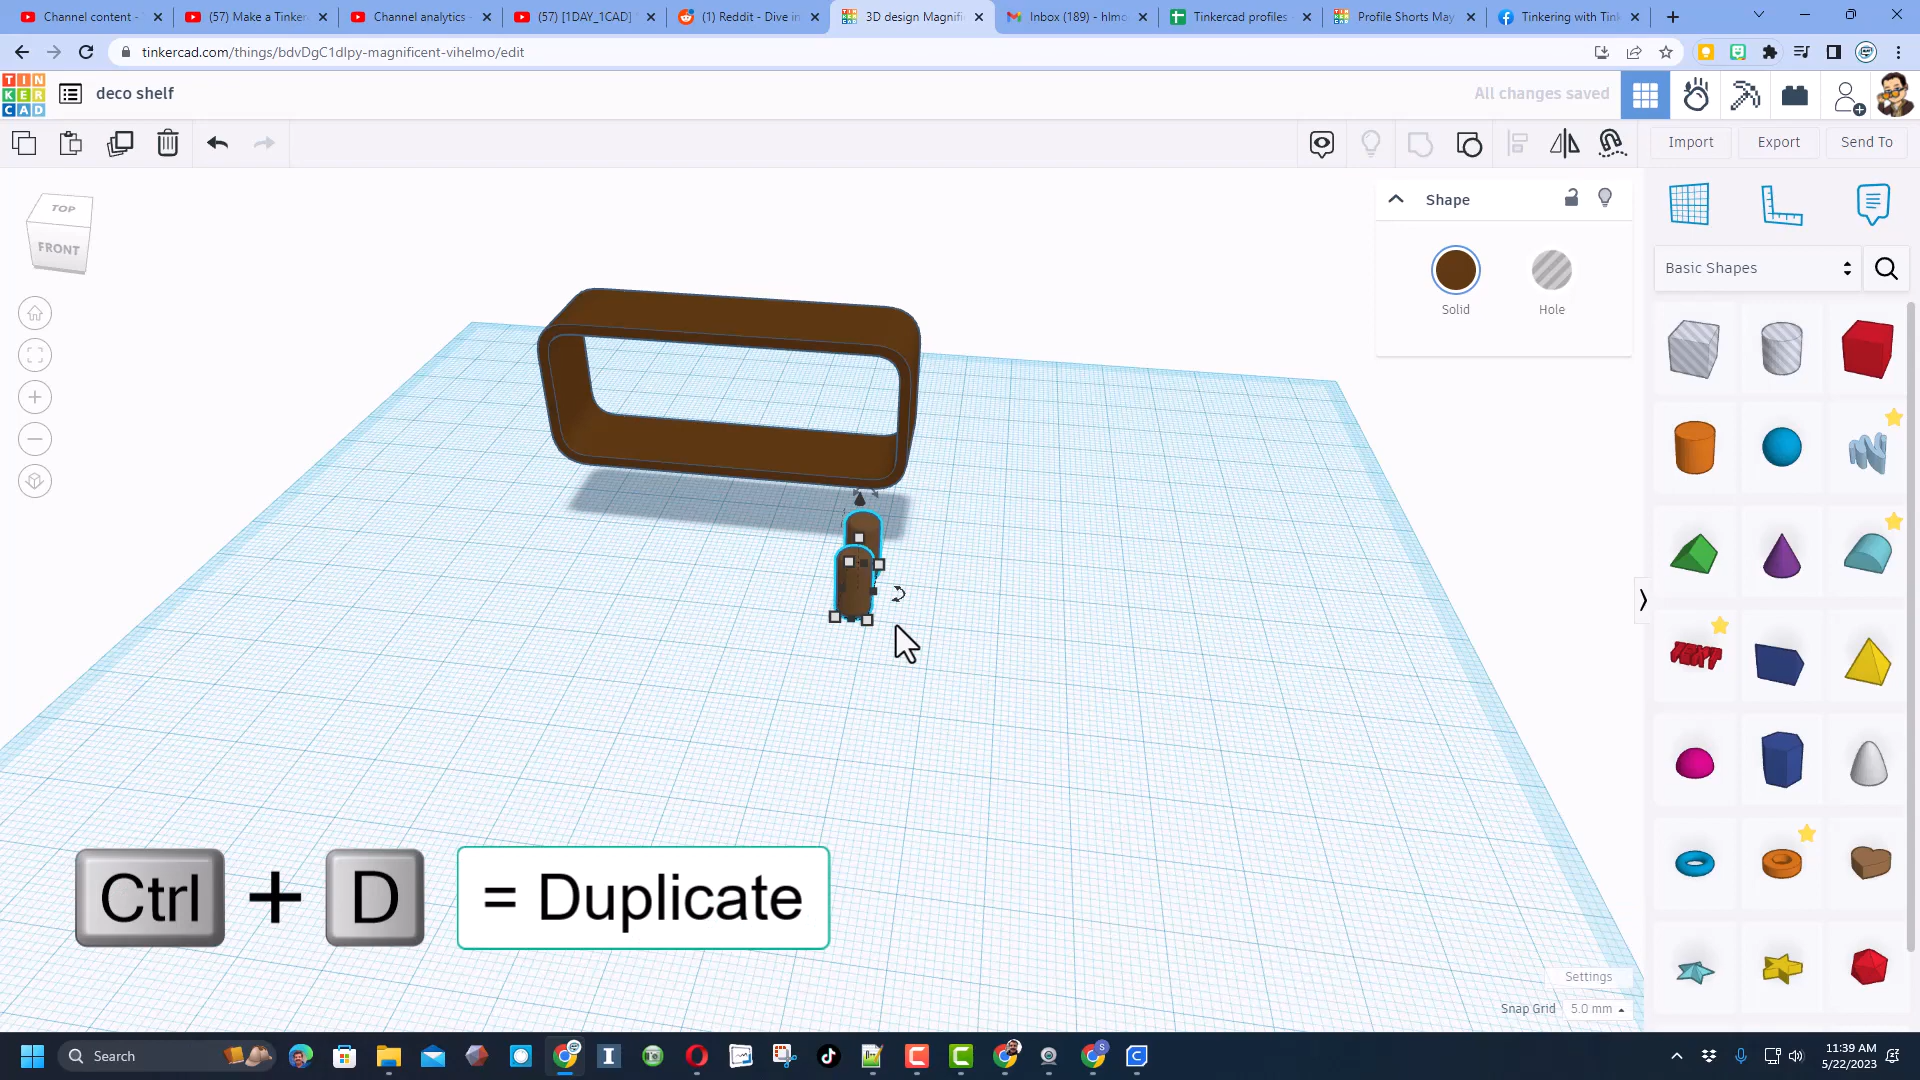 Channel content -
(57) Make a Tinker
Channel analytics -
(57) [1DAY_1CAD]
(1) Reddit - Dive in
3D design Magnifi
Inbox (189) - hlmo
Tinkercad profiles -
Profile Shorts May
Tinkering with Tink
tinkercad.com/things/bdvDgC1dlpy-magnificent-vihelmo/edit
TIN
KER
CAD
deco shelf
All changes saved
Import
Export
Send To
TOP
FRONT
Shape
Solid
Hole
Basic Shapes
TEXT
Ctrl + D = Duplicate
Settings
Snap Grid 5.0 mm
Search
11:39 AM
5/22/2023